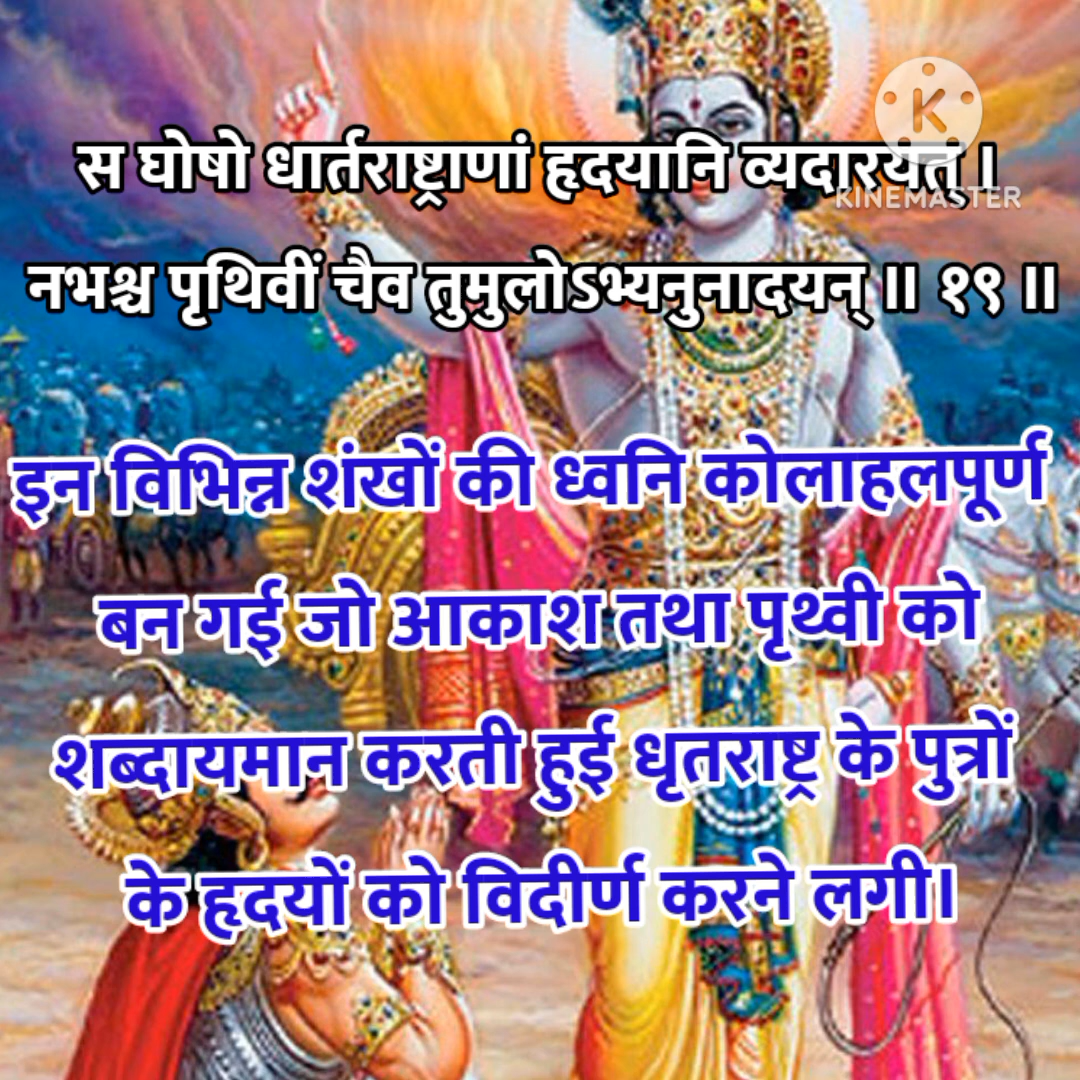 स घोषो धार्तराष्ट्राणां हृदयानि व्यदारयत् ।
नभश्च पृथिवीं चैव तुमुलोऽभ्यनुनादयन् ॥ १९ ॥
इन विभिन्न शंखों की ध्वनि कोलाहलपूर्ण
बन गई जो आकाश तथा पृथ्वी को
शब्दायमान करती हुई धृतराष्ट्र के पुत्रों
के हृदयों को विदीर्ण करने लगी।
K
KINEMASTER